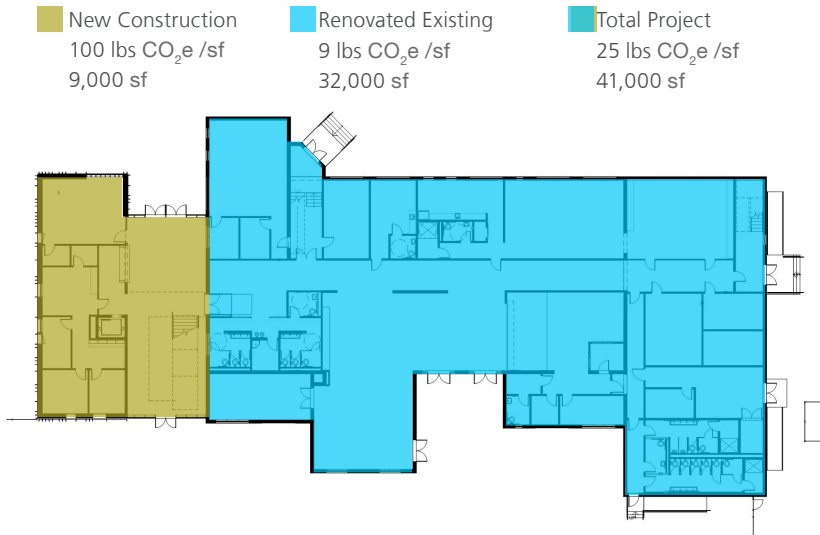 New Construction
100 lbs CO₂e /sf
9,000 sf
Renovated Existing
9 lbs CO₂e /sf
32,000 sf
Total Project
25 lbs CO₂e /sf
41,000 sf